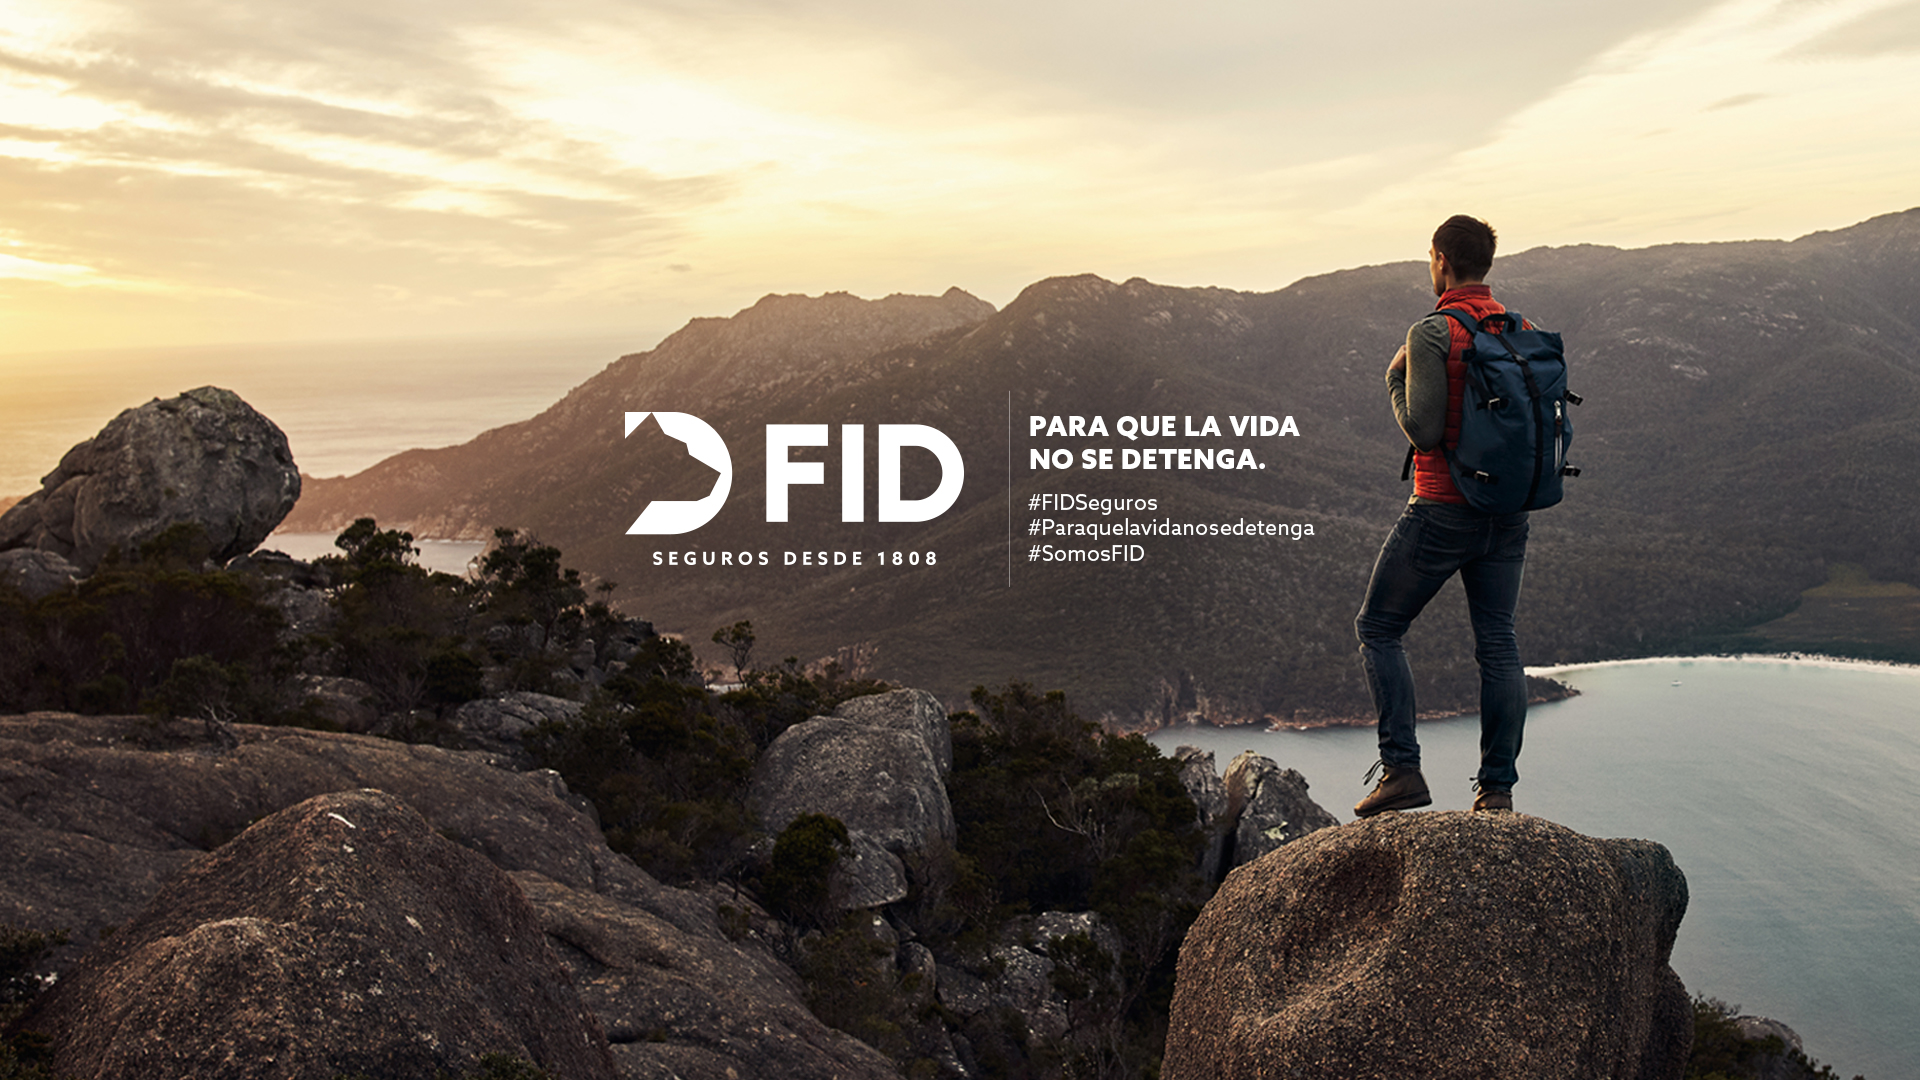 FID
SEGUROS DESDE 1808
PARA QUE LA VIDA
NO SE DETENGA.
#FIDSeguros
#Paraquelavidanosedetenga
#SomosFID